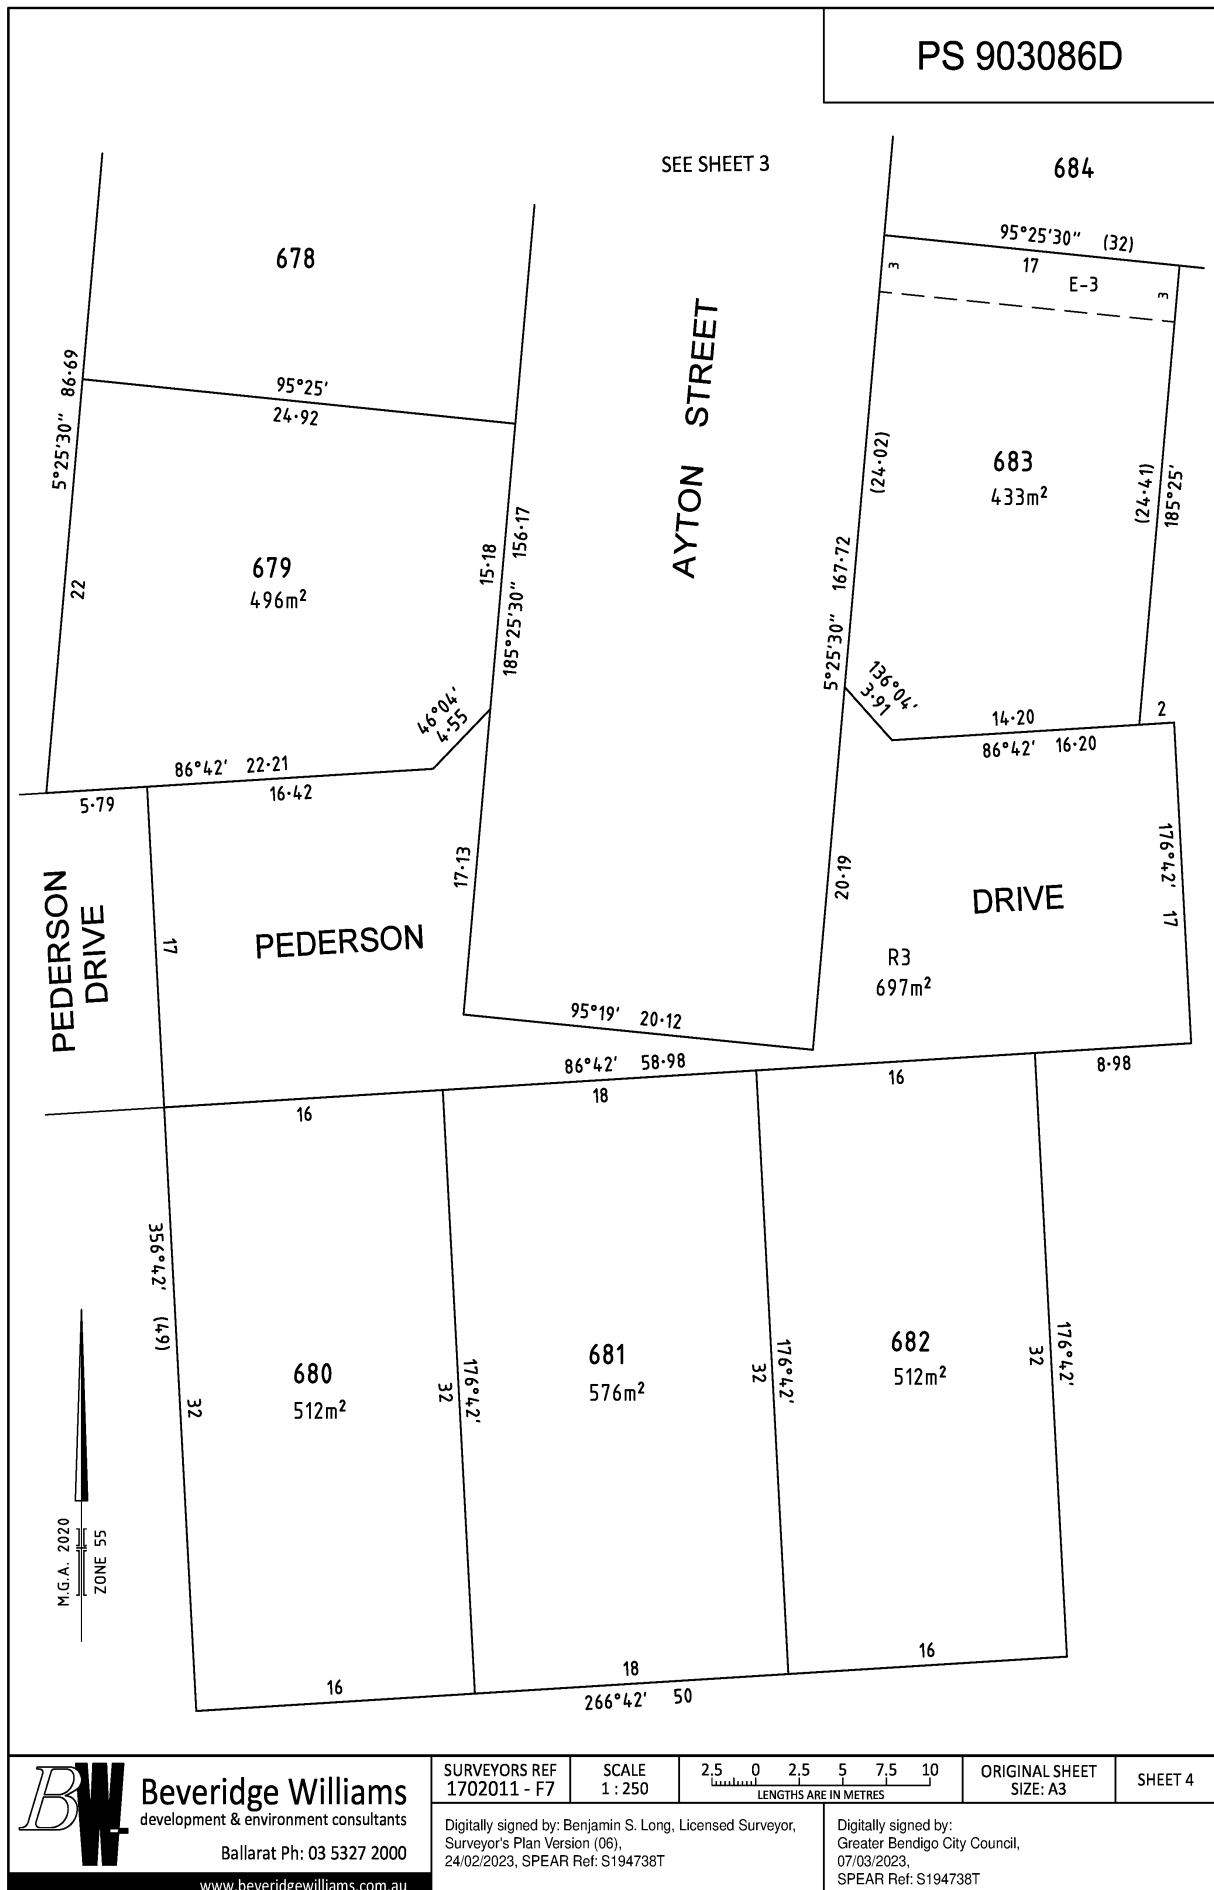 PS 903086D
SEE SHEET 3
684
95°25'30" (32)
17
E-3
3
3
678
5°25'30" 86·69
95°25'
24·92
AYTON STREET
(24·02)
683
433m²
(24·41)
185°25'
22
679
496m²
15·18
185°25'30" 156·17
5°25'30" 167·72
46°04'
4·55
136°04'
3·91
14·20
2
86°42' 16·20
86°42' 22·21
5·79
16·42
17·13
20·19
176°42' 17
PEDERSON
DRIVE
17
PEDERSON
DRIVE
R3
697m²
95°19' 20·12
86°42' 58·98
16
18
16
8·98
356°42' (49)
32
680
512m²
32
176°42'
681
576m²
32
176°42'
682
512m²
32
176°42'
M.G.A. 2020
ZONE 55
16
18
16
266°42' 50
BW
Beveridge Williams
development & environment consultants
Ballarat Ph: 03 5327 2000
www.beveridgewilliams.com.au
SURVEYORS REF
1702011 - F7
SCALE
1 : 250
2.5 0 2.5 5 7.5 10
LENGTHS ARE IN METRES
ORIGINAL SHEET
SIZE: A3
SHEET 4
Digitally signed by: Benjamin S. Long, Licensed Surveyor,
Surveyor's Plan Version (06),
24/02/2023, SPEAR Ref: S194738T
Digitally signed by:
Greater Bendigo City Council,
07/03/2023,
SPEAR Ref: S194738T